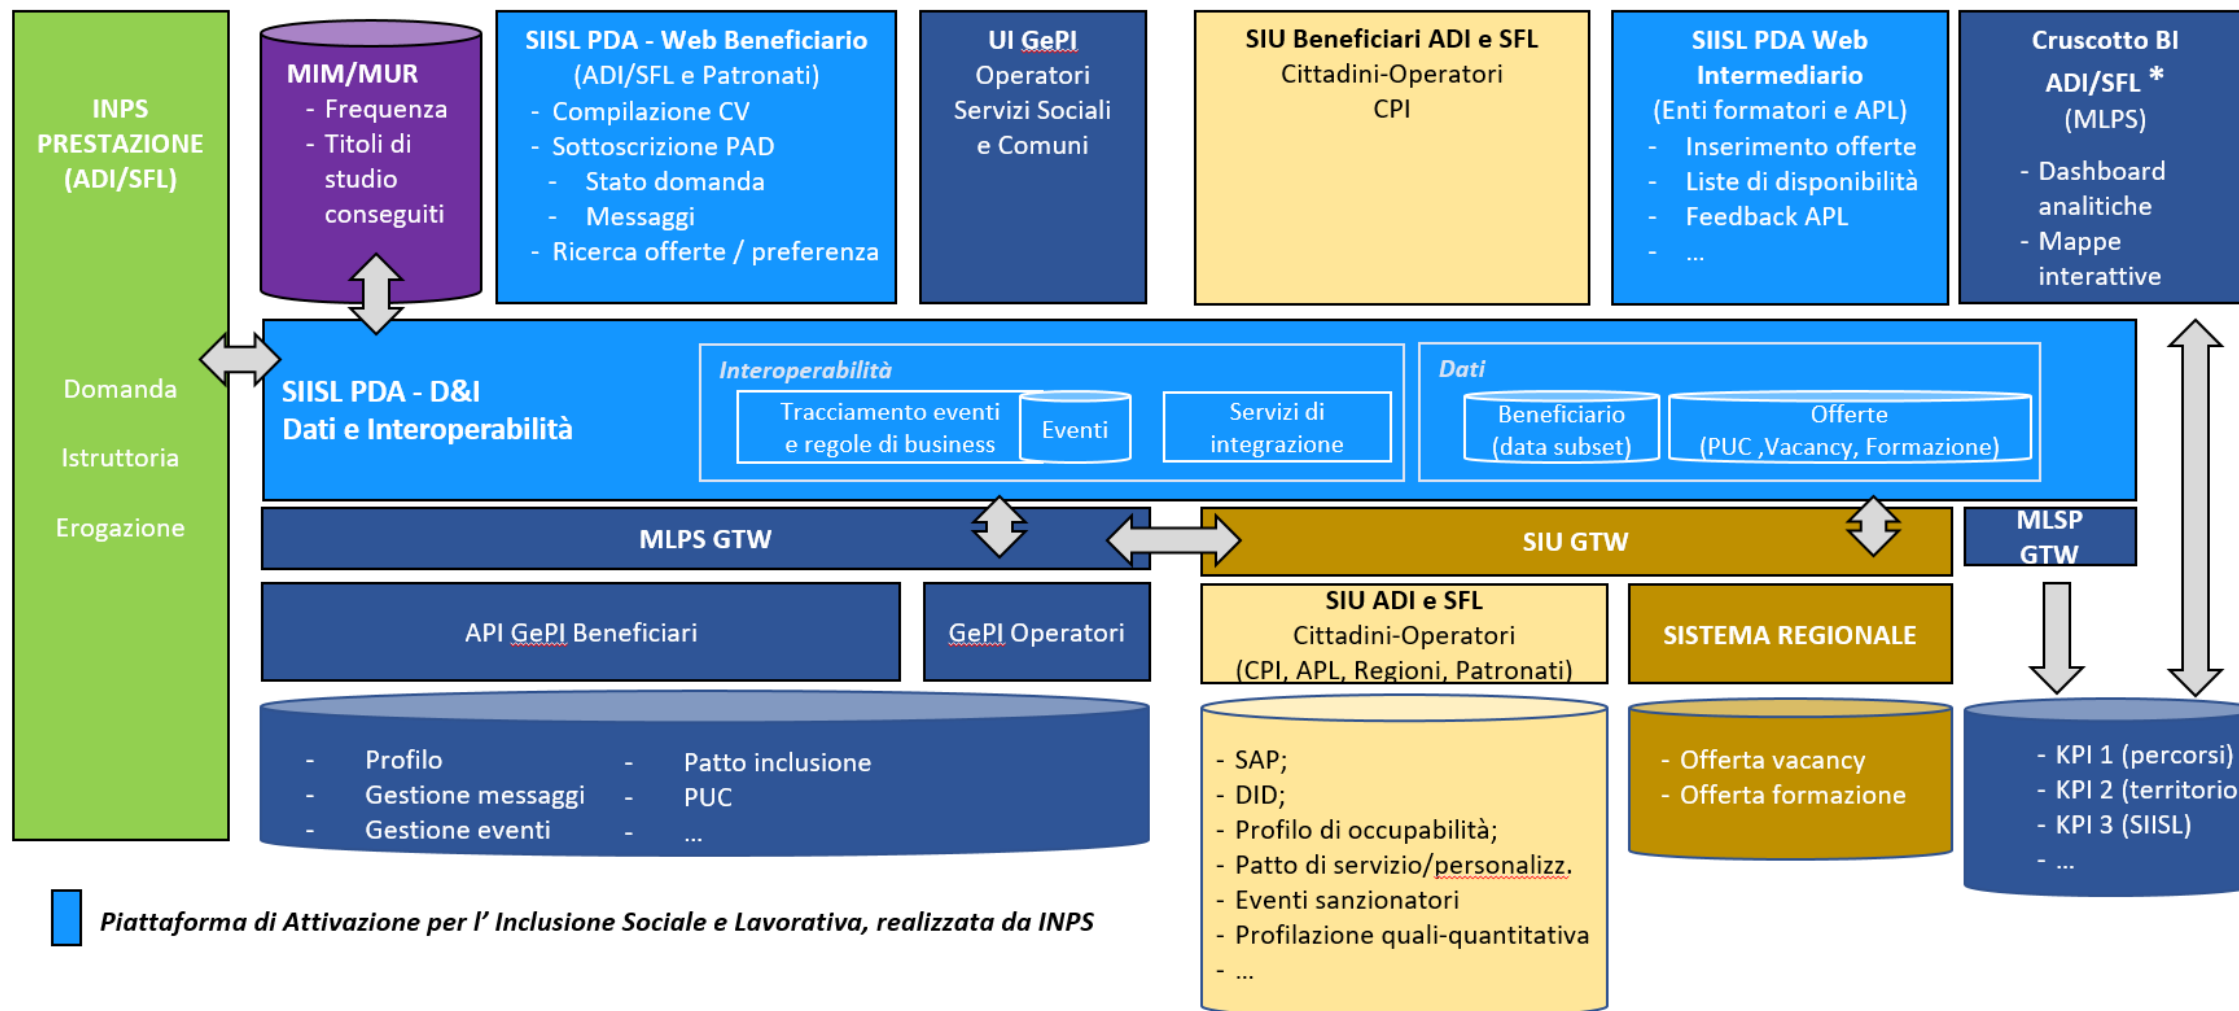 INPS
PRESTAZIONE
(ADI/SFL)
Domanda
Istruttoria
Erogazione
MIM/MUR
- Frequenza
- Titoli di
studio
conseguiti
SIISL PDA - Web Beneficiario
(ADI/SFL e Patronati)
- Compilazione CV
- Sottoscrizione PAD
- Stato domanda
- Messaggi
- Ricerca offerte / preferenza
UI GePI
Operatori
Servizi Sociali
e Comuni
SIU Beneficiari ADI e SFL
Cittadini-Operatori
CPI
SIISL PDA Web
Intermediario
(Enti formatori e APL)
- Inserimento offerte
- Liste di disponibilità
- Feedback APL
- ...
Cruscotto BI
ADI/SFL *
(MLPS)
- Dashboard
analitiche
- Mappe
interattive
SIISL PDA - D&I
Dati e Interoperabilità
Interoperabilità
Tracciamento eventi
e regole di business
Eventi
Servizi di
integrazione
Dati
Beneficiario
(data subset)
Offerte
(PUC ,Vacancy, Formazione)
MLPS GTW
SIU GTW
MLSP
GTW
API GePI Beneficiari
GePI Operatori
SIU ADI e SFL
Cittadini-Operatori
(CPI, APL, Regioni, Patronati)
SISTEMA REGIONALE
- Profilo
- Gestione messaggi
- Gestione eventi
- Patto inclusione
- PUC
- ...
- SAP;
- DID;
- Profilo di occupabilità;
- Patto di servizio/personalizz.
- Eventi sanzionatori
- Profilazione quali-quantitativa
- ...
- Offerta vacancy
- Offerta formazione
- KPI 1 (percorsi)
- KPI 2 (territorio
- KPI 3 (SIISL)
- ...
Piattaforma di Attivazione per l' Inclusione Sociale e Lavorativa, realizzata da INPS